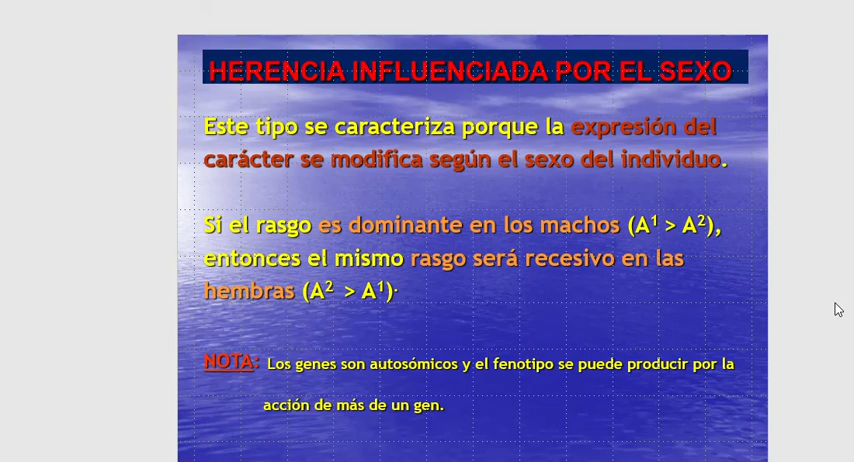 HERENCIA INFLUENCIADA POR EL SEXO
Este tipo se caracteriza porque la expresión del
carácter se modifica según el sexo del individuo.
Si el rasgo es dominante en los machos (A¹ > A²),
entonces el mismo rasgo será recesivo en las
hembras (A² > A¹).
NOTA: Los genes son autosómicos y el fenotipo se puede producir por la
acción de más de un gen.